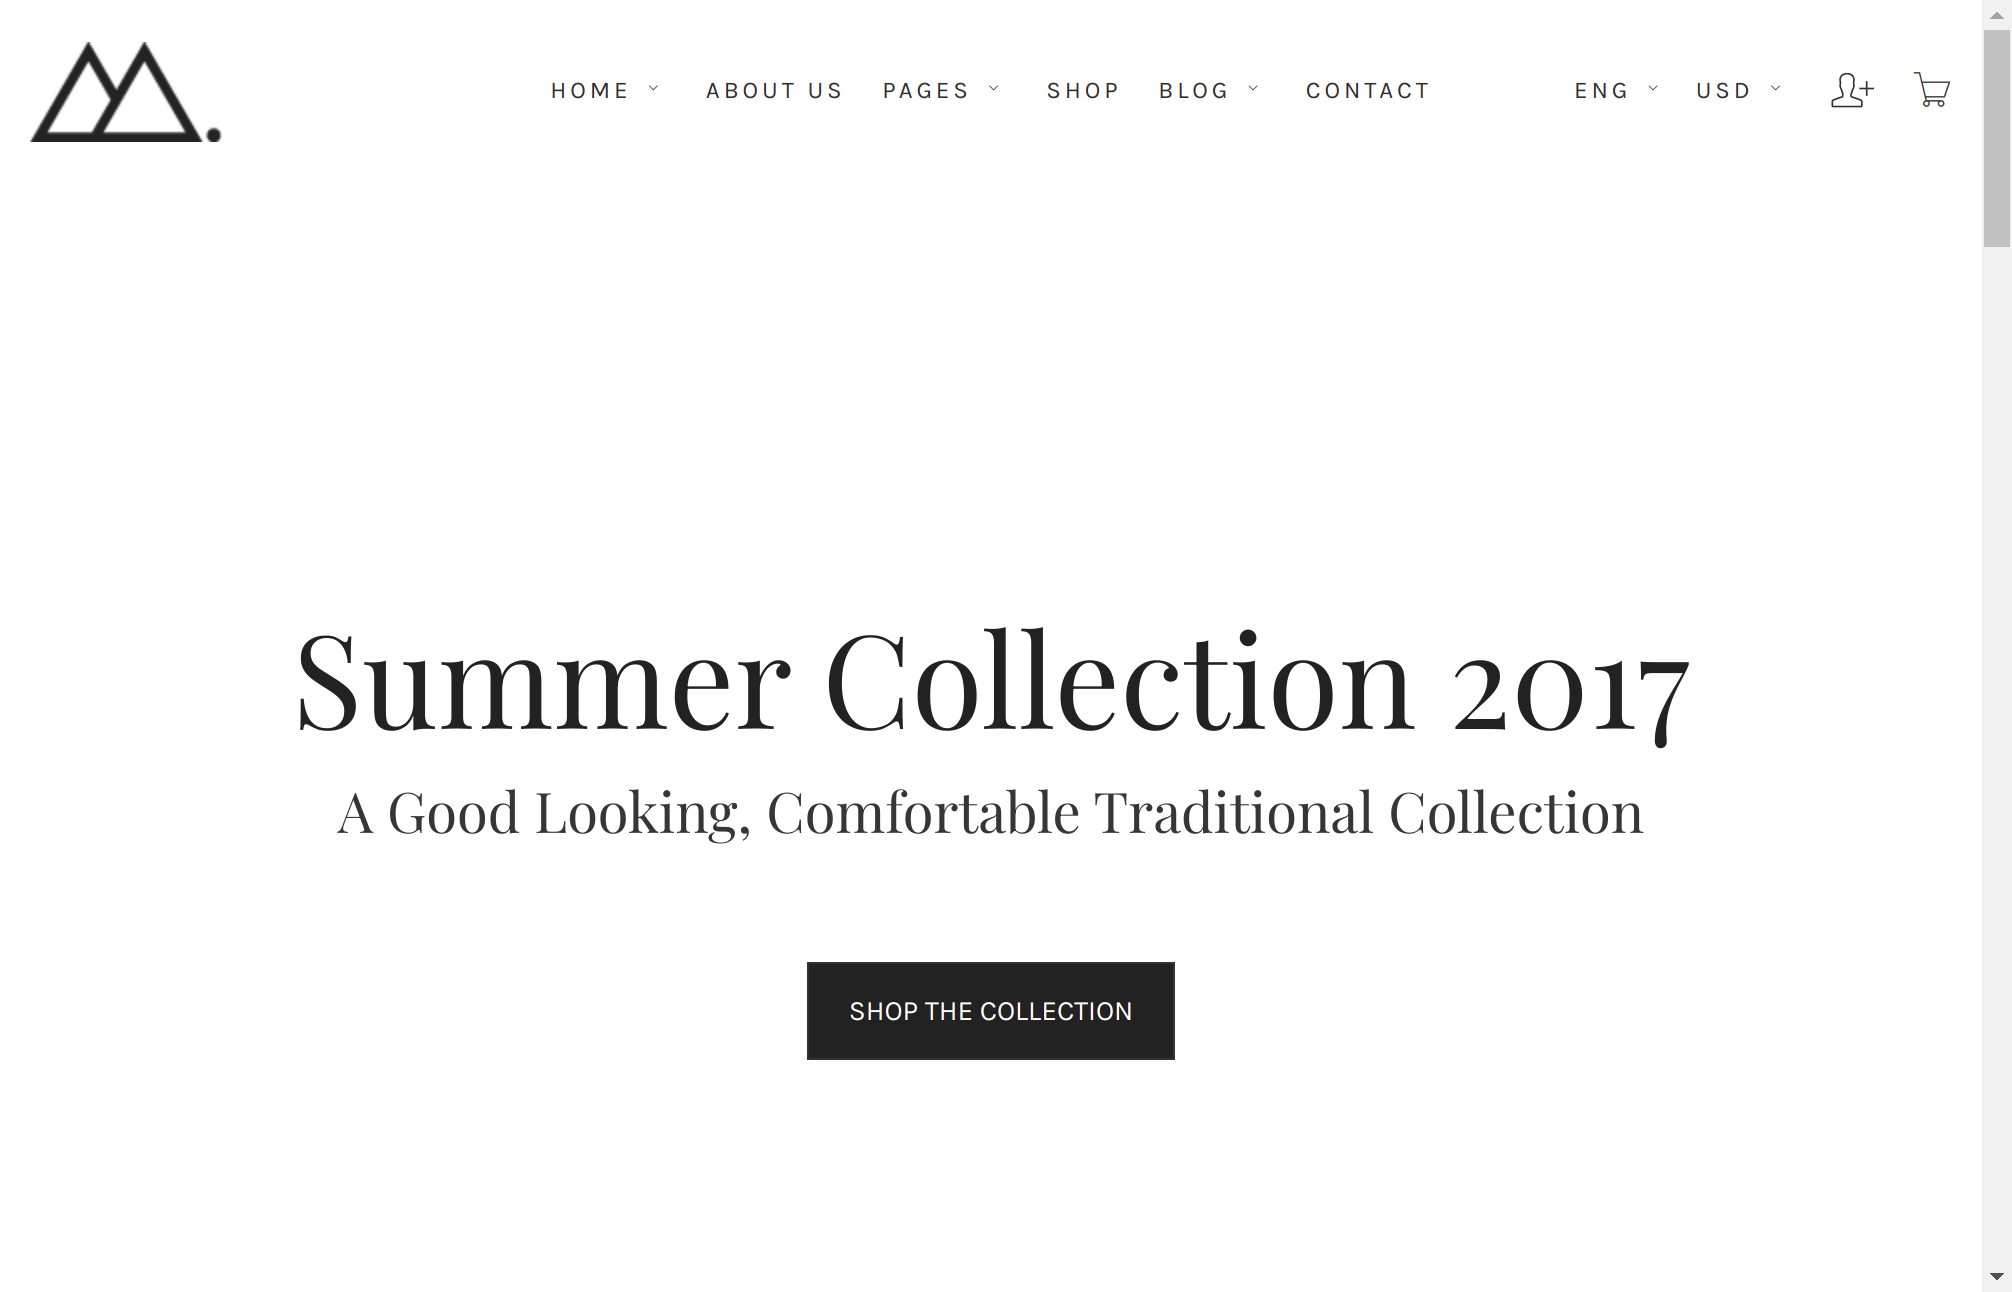 HOME ABOUT US PAGES SHOP BLOG CONTACT ENG USD
Summer Collection 2017
A Good Looking, Comfortable Traditional Collection
SHOP THE COLLECTION